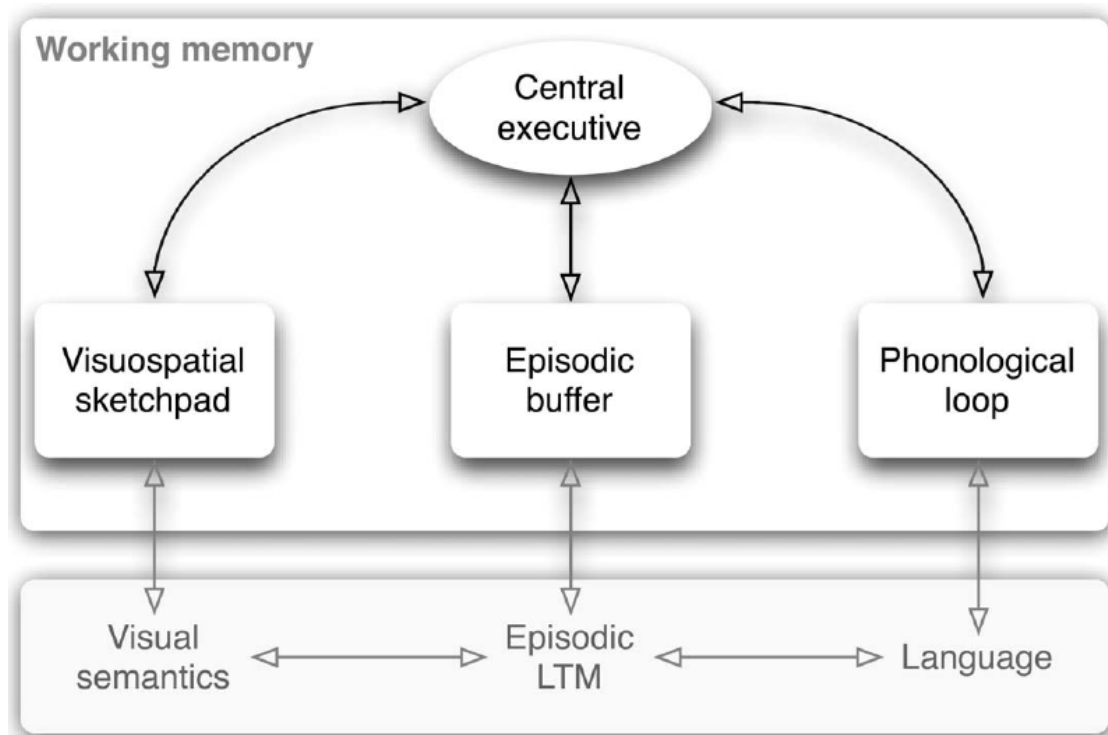 Working memory
Central
executive
Visuospatial
sketchpad
Episodic
buffer
Phonological
loop
Visual
semantics
Episodic
LTM
Language